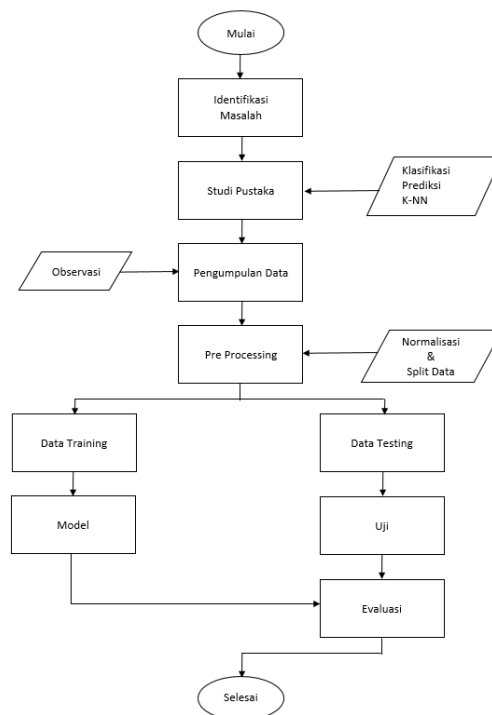 Mulai
Identifikasi
Masalah
Studi Pustaka
Klasifikasi
Prediksi
K-NN
Observasi
Pengumpulan Data
Pre Processing
Normalisasi
&
Split Data
Data Training
Data Testing
Model
Uji
Evaluasi
Selesai